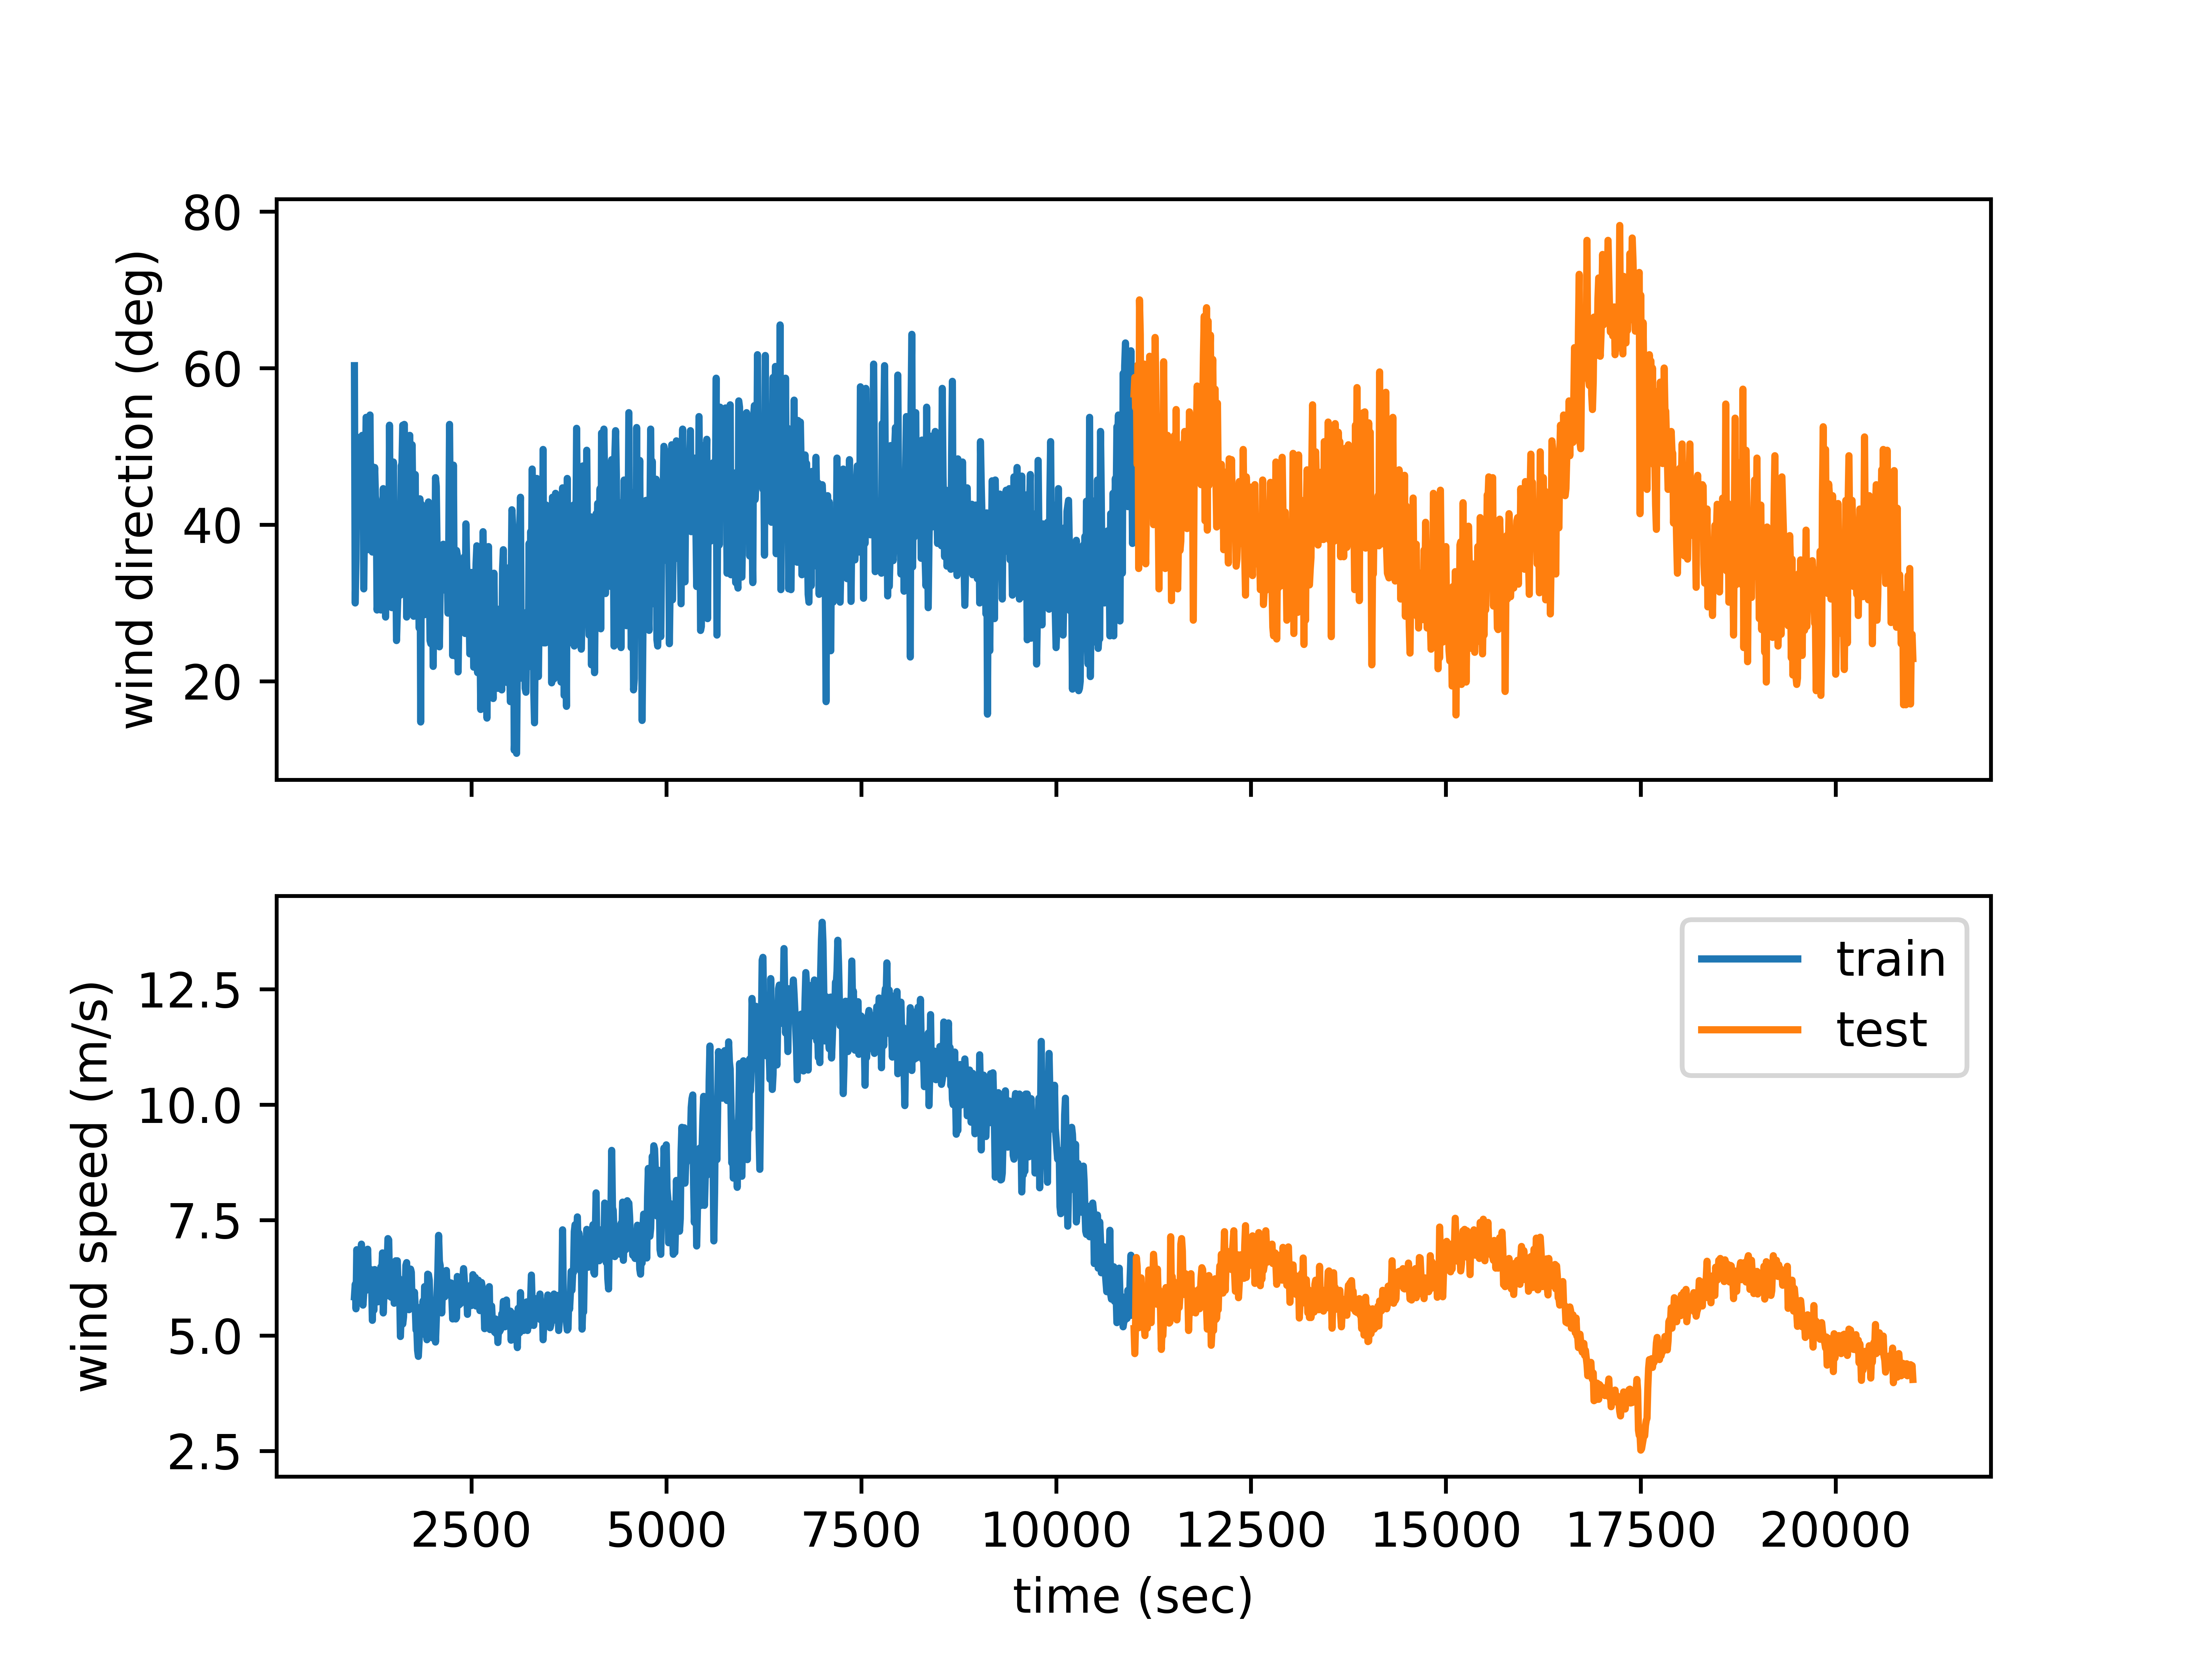 80
60
40
20
wind direction (deg)
12.5
10.0
7.5
5.0
2.5
wind speed (m/s)
train
test
2500 5000 7500 10000 12500 15000 17500 20000
time (sec)